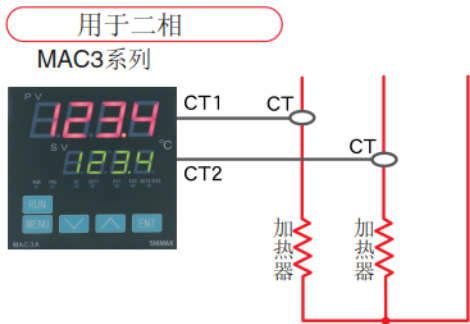 用于二相
MAC3系列
PV
123.4
SV
°C
123.4
RUN
MENU
ENT
MAC3A
SHIMAX
CT1
CT
CT2
CT
加热器
加热器